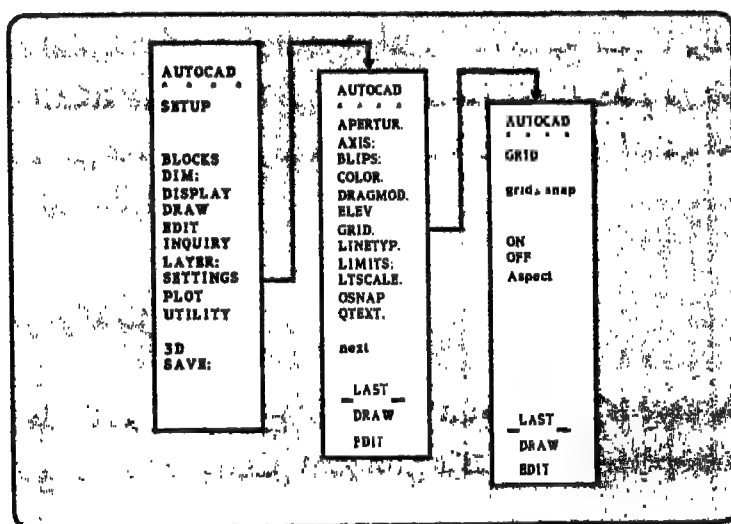 AUTOCAD
* * * *
SETUP
BLOCKS
DIM:
DISPLAY
DRAW
EDIT
INQUIRY
LAYER:
SETTINGS
PLOT
UTILITY
3D
SAVE:
AUTOCAD
* * * *
APERTUR.
AXIS:
BLIPS:
COLOR.
DRAGMOD.
ELEV
GRID.
LINETYP.
LIMITS:
LTSCALE.
OSNAP
QTEXT.
next
_ LAST _
DRAW
EDIT
AUTOCAD
* * * *
GRID
grid, snap
ON
OFF
Aspect
_ LAST _
DRAW
EDIT